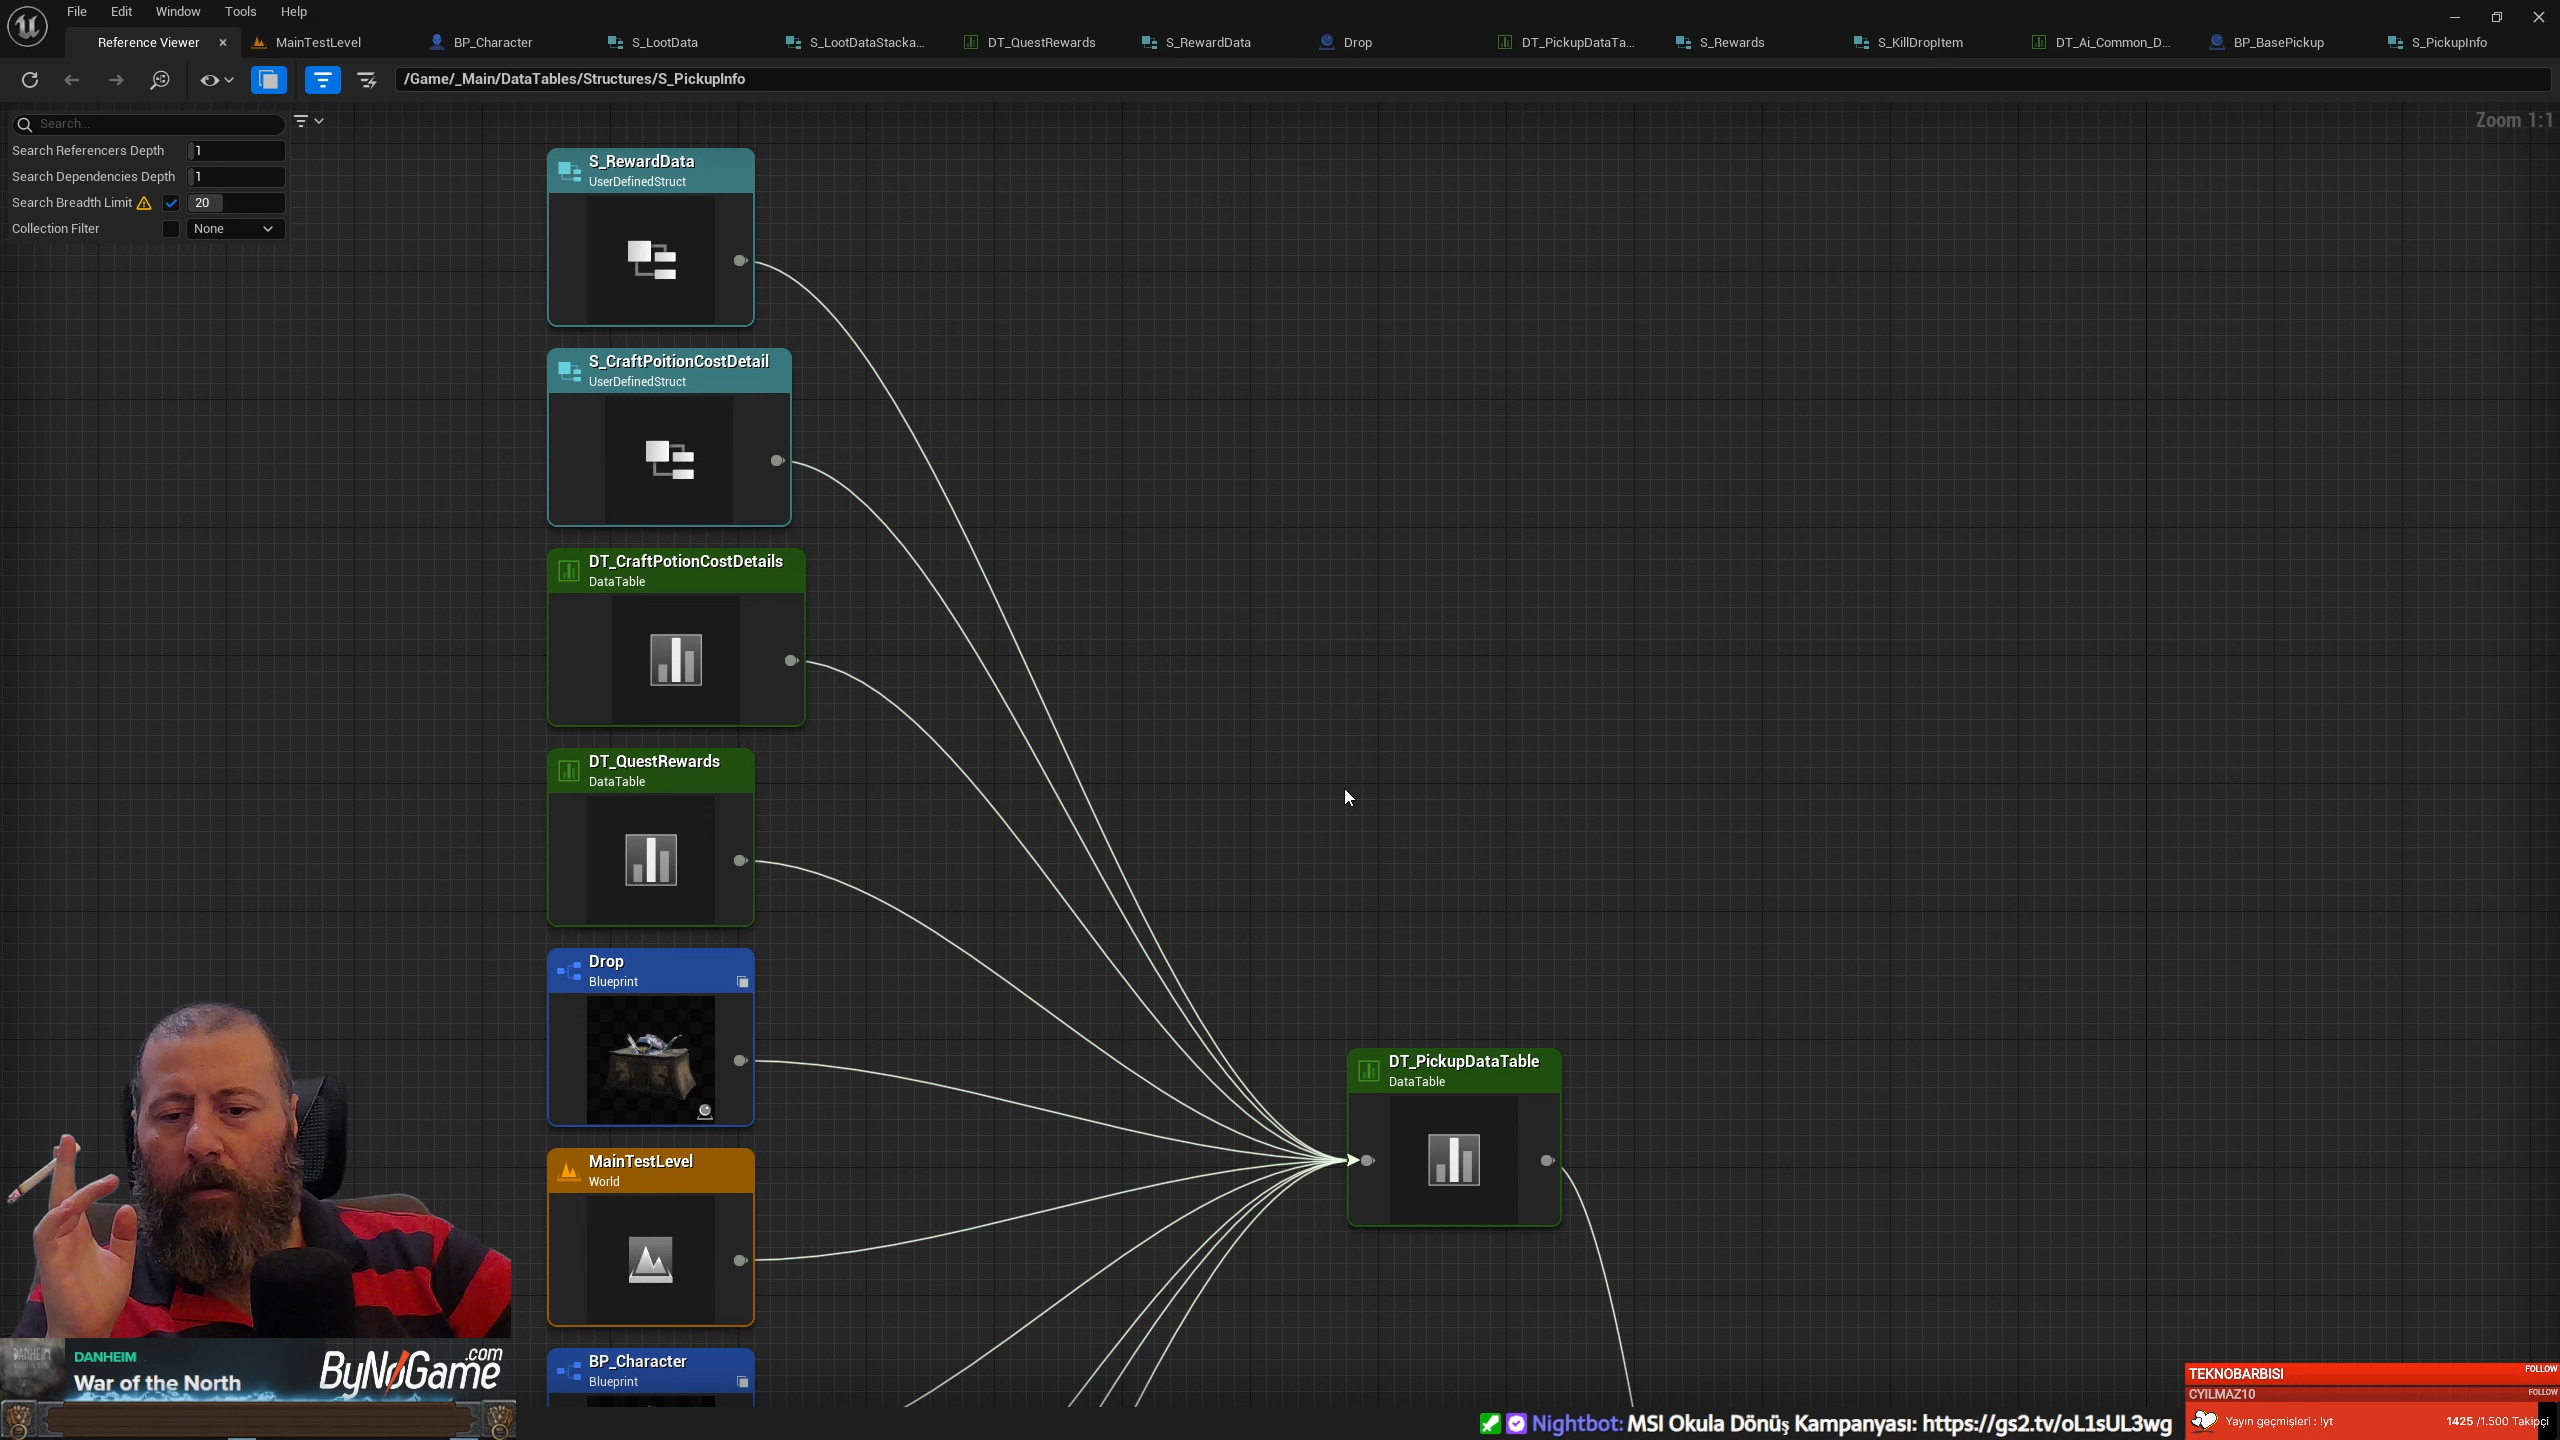 File Edit Window Tools Help
Reference Viewer MainTestLevel BP_Character S_LootData S_LootDataStacka... DT_QuestRewards S_RewardData Drop DT_PickupDataTa... S_Rewards S_KillDropItem DT_Ai_Common_D... BP_BasePickup S_PickupInfo
/Game/_Main/DataTables/Structures/S_PickupInfo
Search...
Zoom 1:1
Search Referencers Depth 1
Search Dependencies Depth 1
Search Breadth Limit 20
Collection Filter None
S_RewardData
UserDefinedStruct
S_CraftPoitionCostDetail
UserDefinedStruct
DT_CraftPotionCostDetails
DataTable
DT_QuestRewards
DataTable
Drop
Blueprint
DT_PickupDataTable
DataTable
MainTestLevel
World
BP_Character
Blueprint
DANHEIM
War of the North
ByNoGame.com
TEKNOBARBISI FOLLOW
CYILMAZ10 FOLLOW
Yayın geçmişleri : !yt 1425 /1.500 Takipçi
Nightbot: MSI Okula Dönüş Kampanyası: https://gs2.tv/oL1sUL3wg